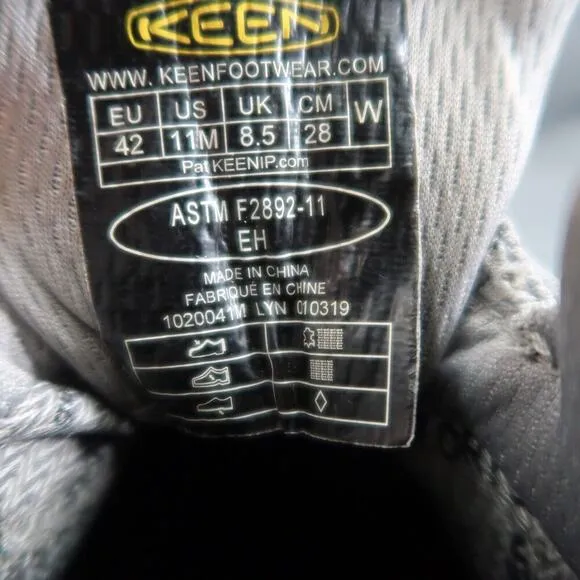 KEEN
WWW.KEENFOOTWEAR.COM
EU US UK CM W
42 11M 8.5 28
Pat KEENIP.com
ASTM F2892-11
EH
MADE IN CHINA
FABRIQUÉ EN CHINE
1020041M LYN 010319